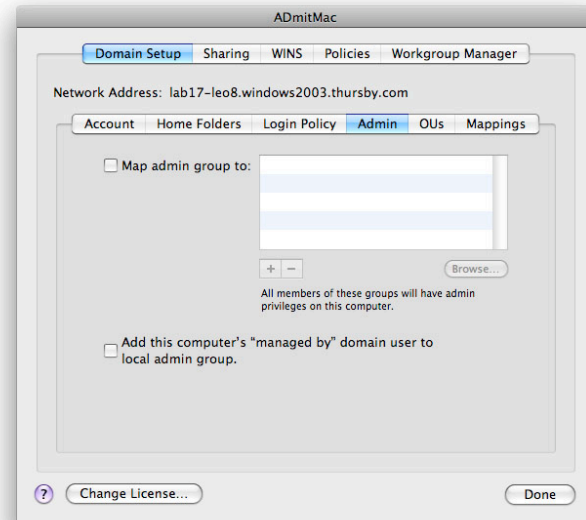 ADmitMac
Domain Setup Sharing WINS Policies Workgroup Manager
Network Address: lab17-leo8.windows2003.thursby.com
Account Home Folders Login Policy Admin OUs Mappings
Map admin group to:
+ − Browse...
All members of these groups will have admin
privileges on this computer.
Add this computer's "managed by" domain user to
local admin group.
? Change License... Done